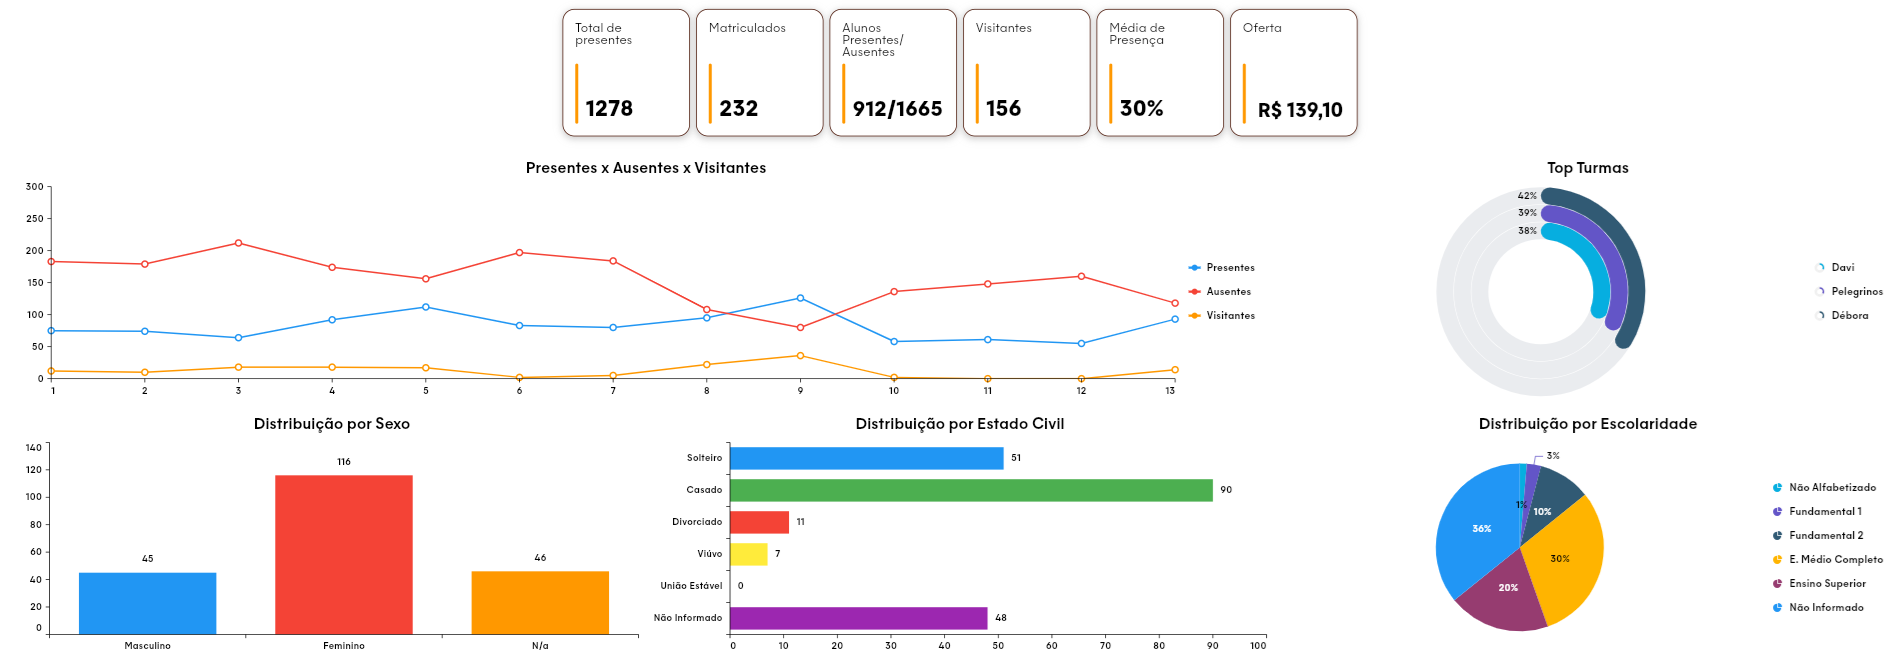 Total de
presentes
1278
Matriculados
232
Alunos
Presentes/
Ausentes
912/1665
Visitantes
156
Média de
Presença
30%
Oferta
R$ 139,10
Presentes x Ausentes x Visitantes
300
250
200
150
100
50
0
1 2 3 4 5 6 7 8 9 10 11 12 13
Presentes
Ausentes
Visitantes
Top Turmas
42%
39%
38%
Davi
Pelegrinos
Débora
Distribuição por Sexo
140
120
100
80
60
40
20
0
45
116
46
Masculino Feminino N/a
Distribuição por Estado Civil
Solteiro 51
Casado 90
Divorciado 11
Viúvo 7
União Estável 0
Não Informado 48
0 10 20 30 40 50 60 70 80 90 100
Distribuição por Escolaridade
3%
1%
10%
36%
30%
20%
Não Alfabetizado
Fundamental 1
Fundamental 2
E. Médio Completo
Ensino Superior
Não Informado